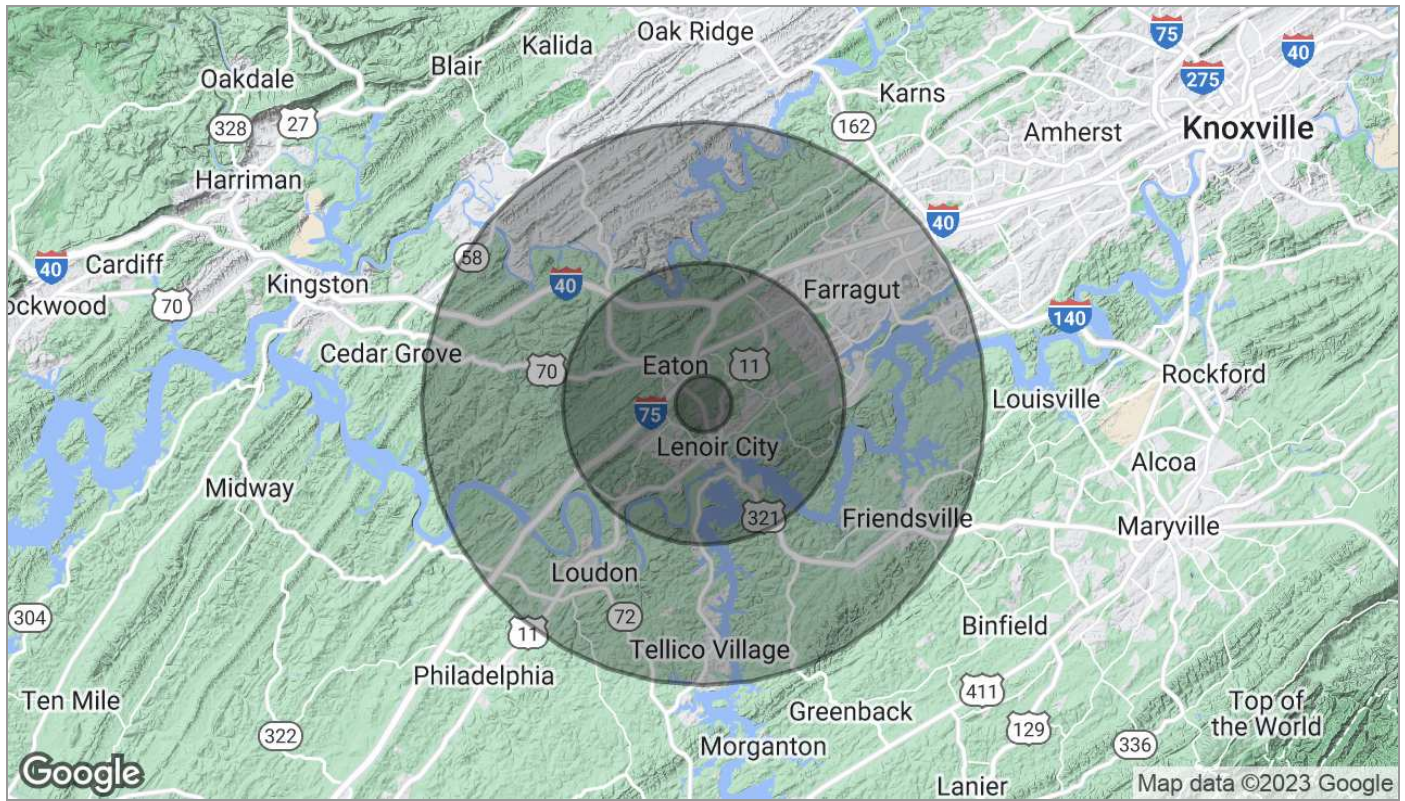 Oak Ridge
75
40
Kalida
Blair
Oakdale
275
Karns
27
328
162
Amherst
Knoxville
Harriman
40
58
Cardiff
40
Kingston
40
Farragut
ockwood
70
140
Cedar Grove
70
Eaton
11
Rockford
Louisville
75
Lenoir City
Alcoa
Midway
321
Friendsville
Maryville
Loudon
304
72
11
Binfield
Tellico Village
Philadelphia
411
Ten Mile
Top of
the World
Greenback
129
322
Morganton
336
Google
Lanier
Map data ©2023 Google